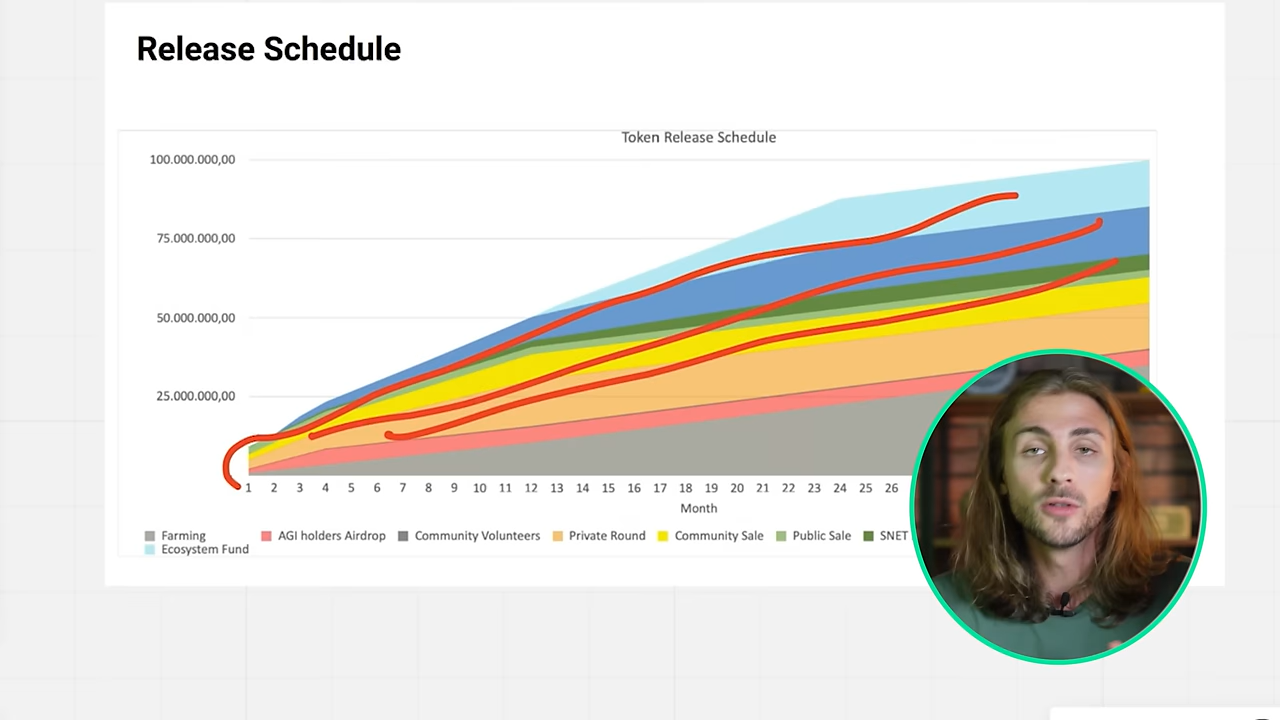 Release Schedule
Token Release Schedule
100.000.000,00
75.000.000,00
50.000.000,00
25.000.000,00
1 2 3 4 5 6 7 8 9 10 11 12 13 14 15 16 17 18 19 20 21 22 23 24 25 26
Month
Farming AGI holders Airdrop Community Volunteers Private Round Community Sale Public Sale SNET
Ecosystem Fund